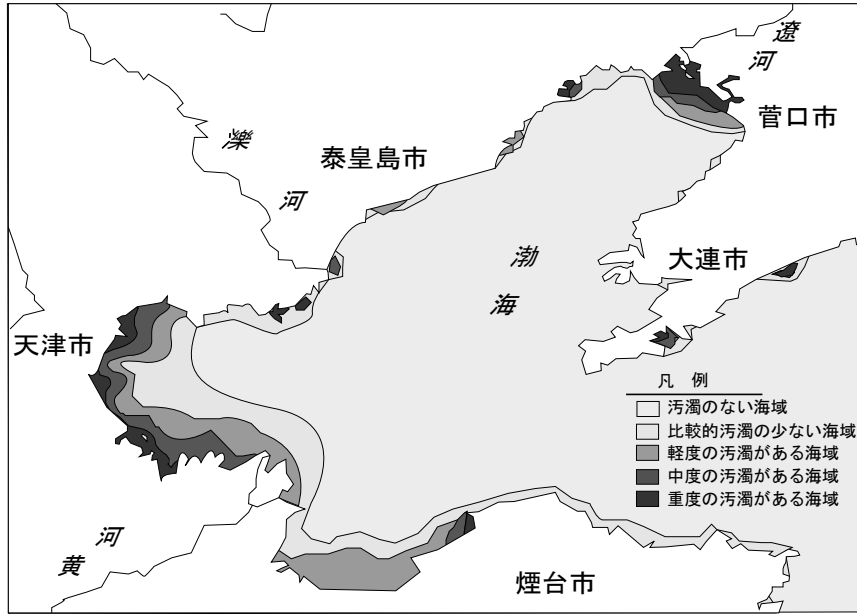 遼河
菅口市
灤河
泰皇島市
渤海
大連市
天津市
凡 例
汚濁のない海域
比較的汚濁の少ない海域
軽度の汚濁がある海域
中度の汚濁がある海域
重度の汚濁がある海域
黄河
煙台市